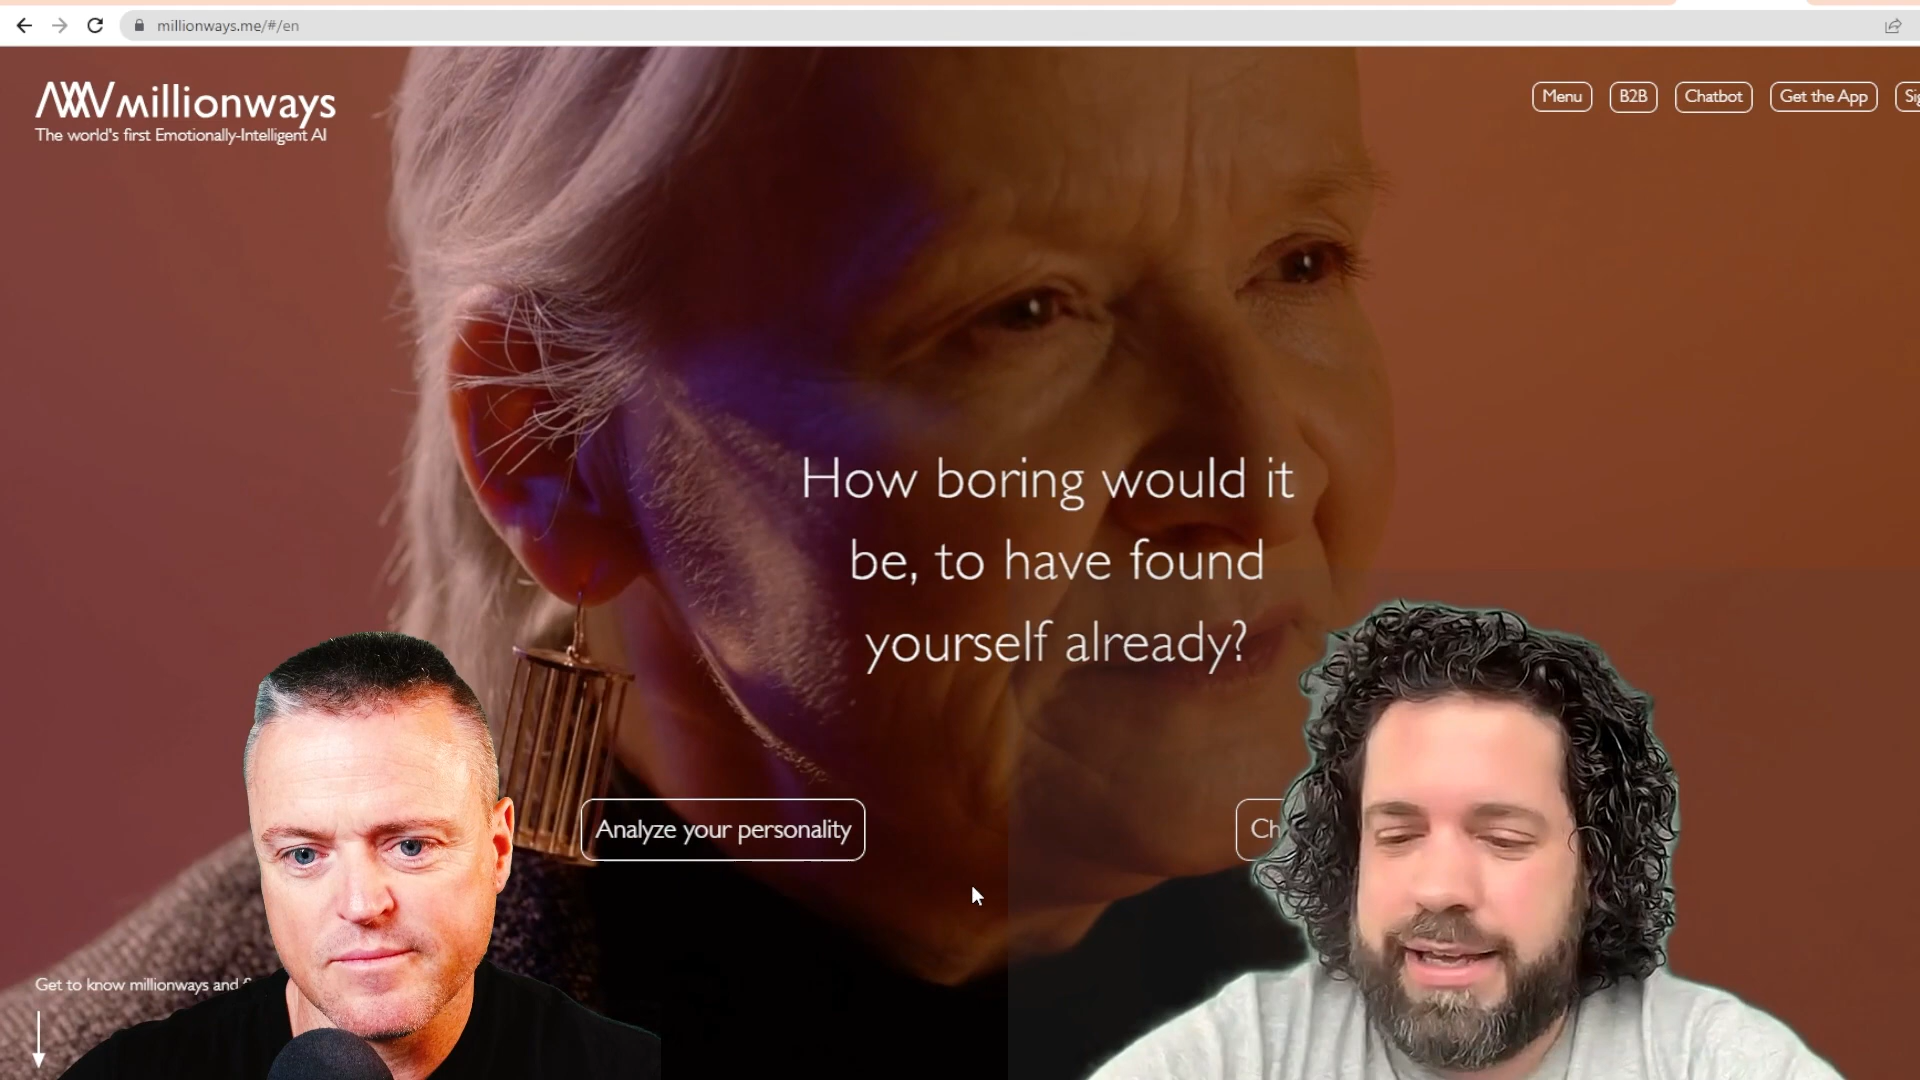 millionways.me/#/en
millionways
The world's first Emotionally-Intelligent AI
Menu
B2B
Chatbot
Get the App
How boring would it
be, to have found
yourself already?
Analyze your personality
Get to know millionways and